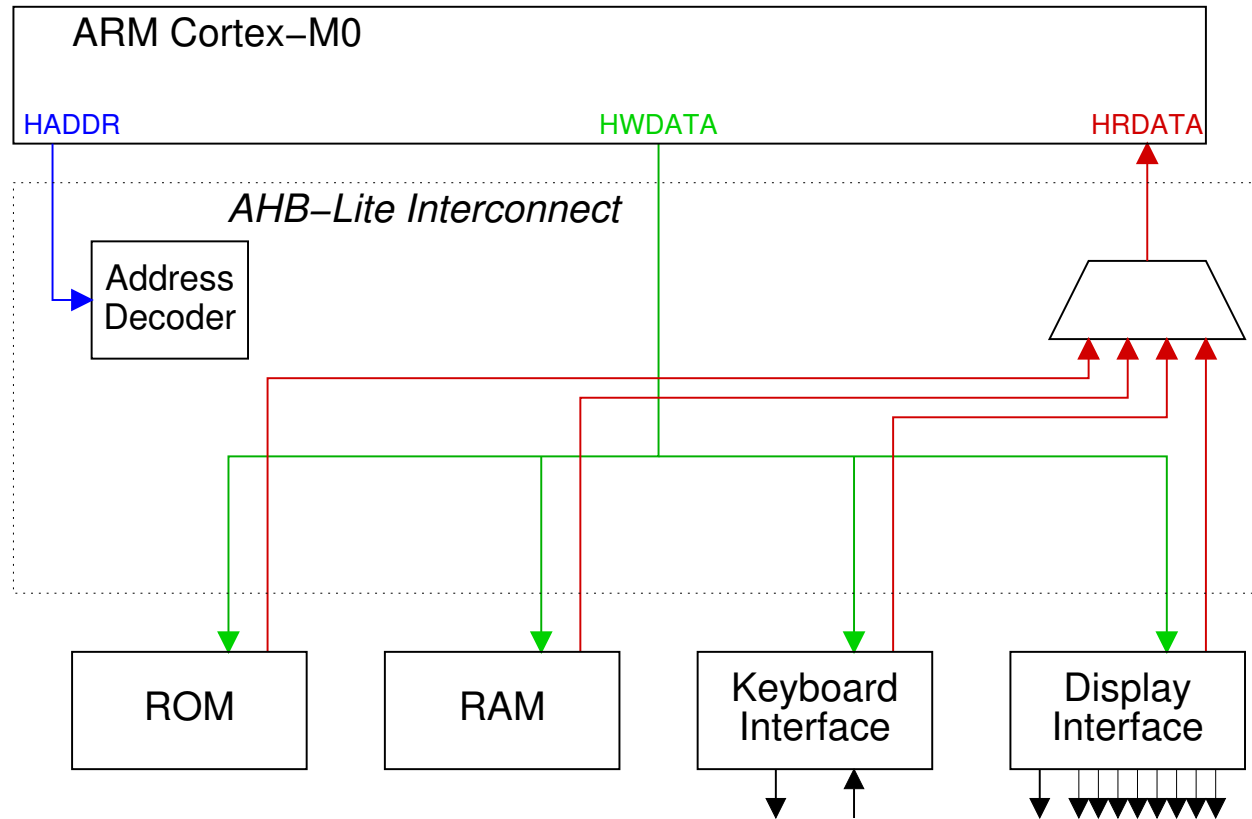 ARM Cortex−M0
HADDR
HWDATA
HRDATA
AHB−Lite Interconnect
Address
Decoder
ROM
RAM
Keyboard
Interface
Display
Interface